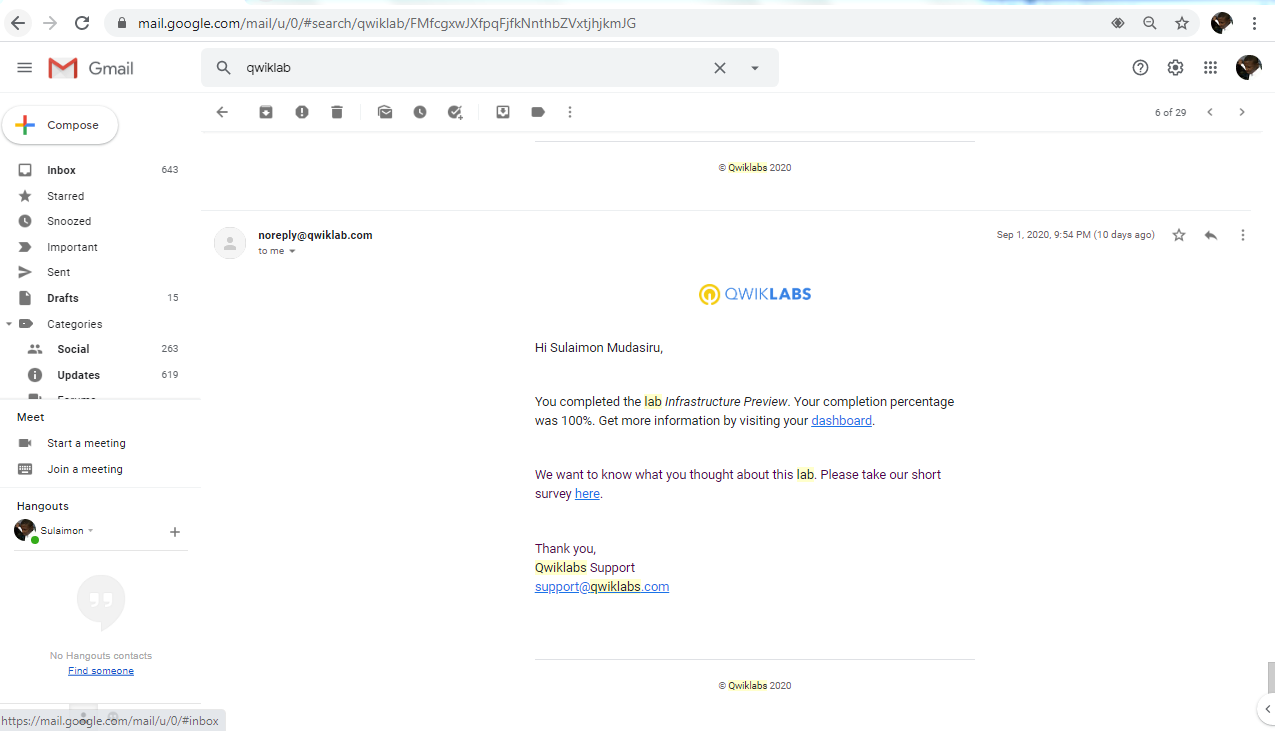 mail.google.com/mail/u/0/#search/qwiklab/FMfcgxwJXfpqFjfkNnthbZVxtjhjkmJG
Gmail
qwiklab
Compose
6 of 29
Inbox 643
Starred
Snoozed
Important
Sent
Drafts 15
Categories
Social 263
Updates 619
Forums
Meet
Start a meeting
Join a meeting
Hangouts
Sulaimon
No Hangouts contacts
Find someone
https://mail.google.com/mail/u/0/#inbox
© Qwiklabs 2020
noreply@qwiklab.com
Sep 1, 2020, 9:54 PM (10 days ago)
to me
QWIKLABS
Hi Sulaimon Mudasiru,
You completed the lab Infrastructure Preview. Your completion percentage
was 100%. Get more information by visiting your dashboard.
We want to know what you thought about this lab. Please take our short
survey here.
Thank you,
Qwiklabs Support
support@qwiklabs.com
© Qwiklabs 2020